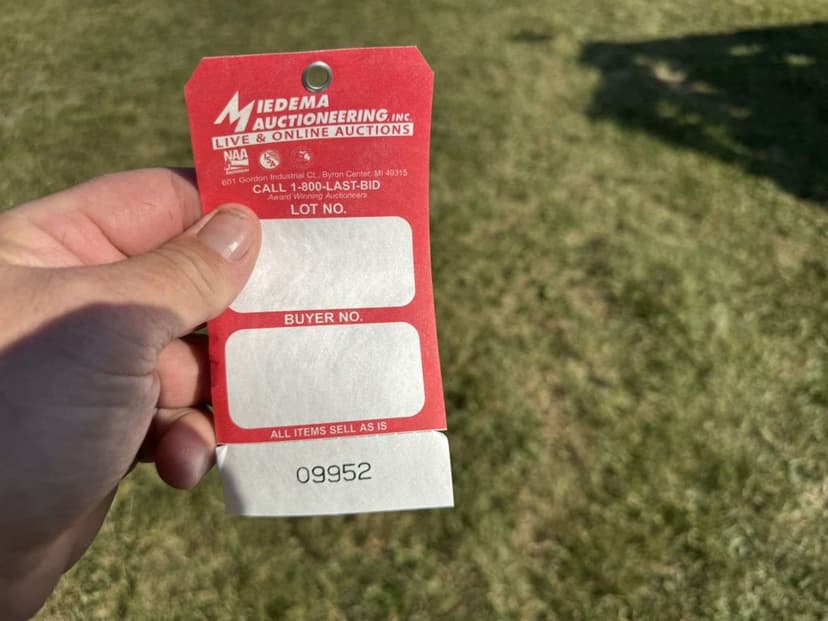 MIEDEMA
AUCTIONEERING, INC.
LIVE & ONLINE AUCTIONS
NAA
601 Gordon Industrial Ct., Byron Center, MI 49315
CALL 1-800-LAST-BID
Award Winning Auctioneers
LOT NO.
BUYER NO.
ALL ITEMS SELL AS IS
09952